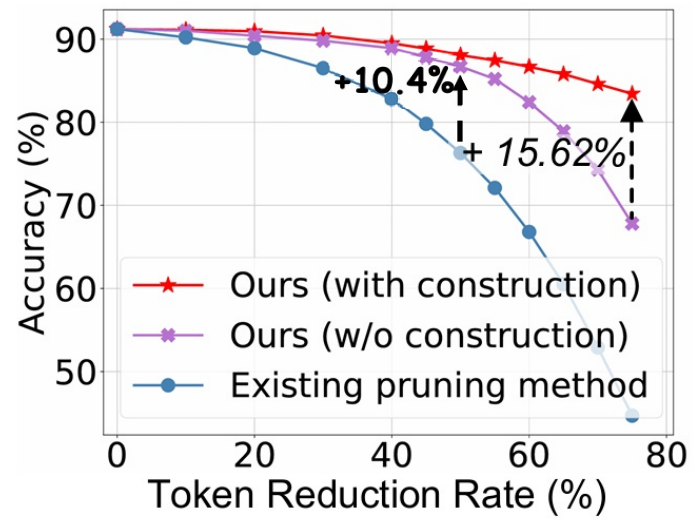 90
80
70
60
50
0
20
40
60
80
Accuracy (%)
Token Reduction Rate (%)
+10.4%
+ 15.62%
Ours (with construction)
Ours (w/o construction)
Existing pruning method